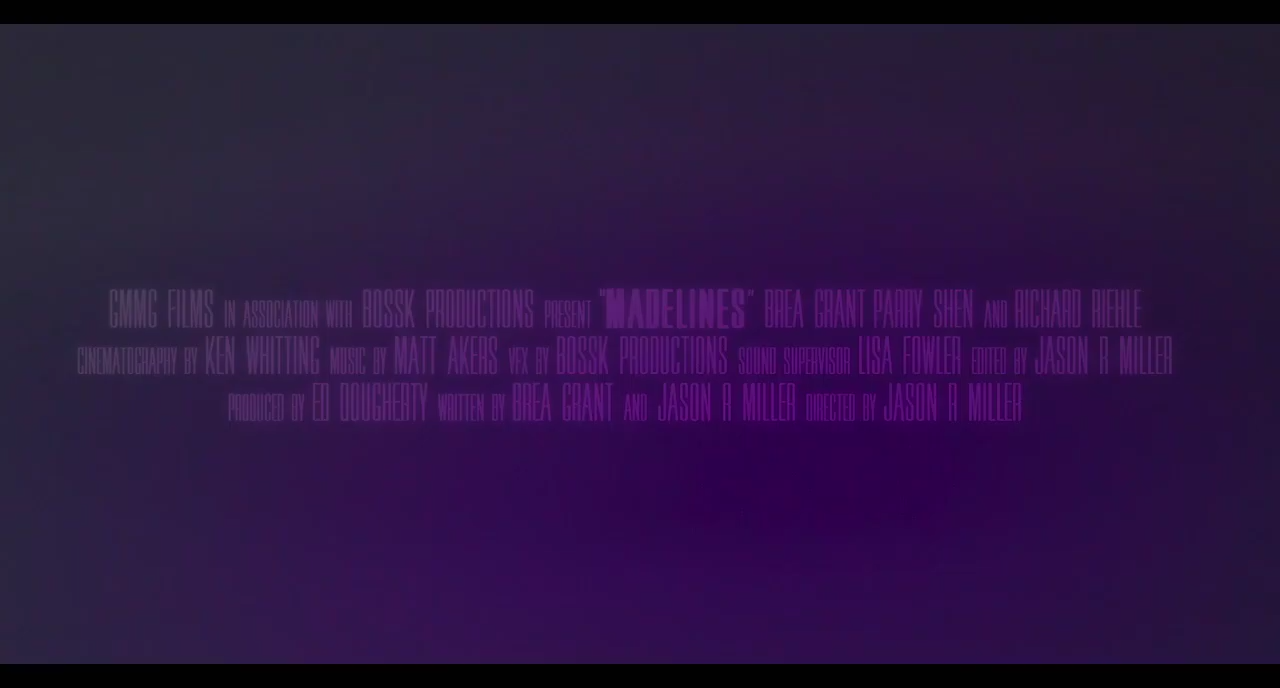 GMMG FILMS IN ASSOCIATION WITH BOSSK PRODUCTIONS PRESENT "MADELINES" BREA GRANT PARRY SHEN AND RICHARD RIEHLE
CINEMATOGRAPHY BY KEN WHITTING MUSIC BY MATT AKERS VFX BY BOSSK PRODUCTIONS SOUND SUPERVISOR LISA FOWLER EDITED BY JASON R MILLER
PRODUCED BY ED DOUGHERTY WRITTEN BY BREA GRANT AND JASON R MILLER DIRECTED BY JASON R MILLER